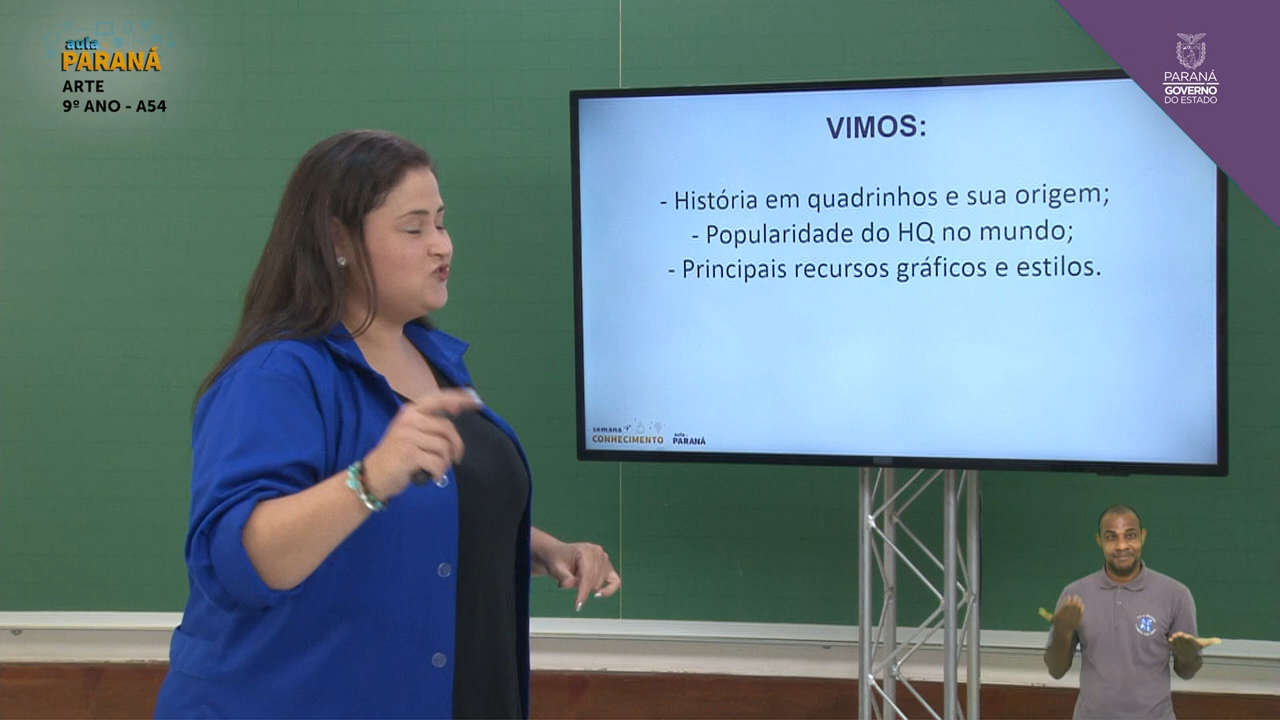 aula
PARANÁ
ARTE
9º ANO - A54
PARANÁ
GOVERNO
DO ESTADO
VIMOS:
- História em quadrinhos e sua origem;
- Popularidade do HQ no mundo;
- Principais recursos gráficos e estilos.
semana
CONHECIMENTO
aula
PARANÁ